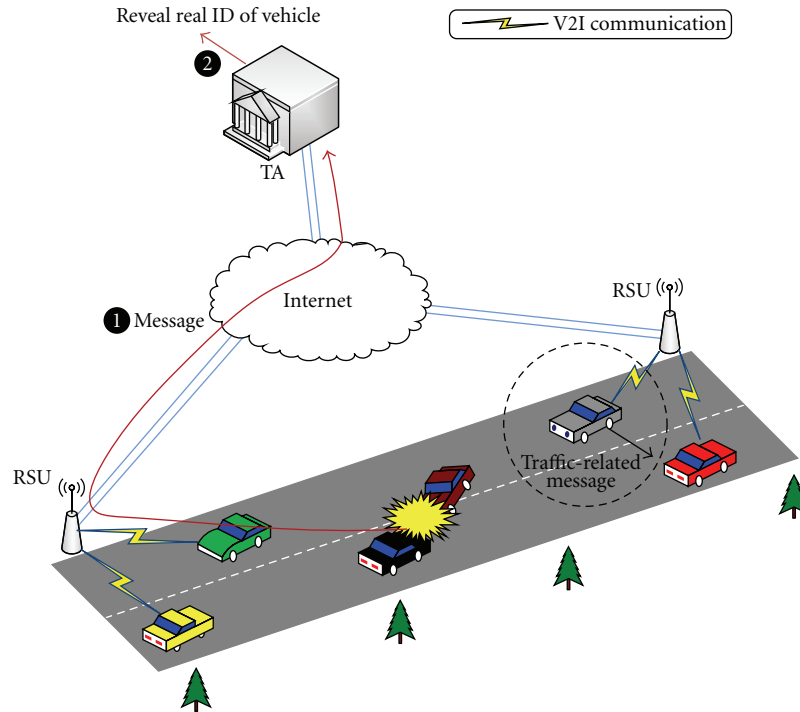 Reveal real ID of vehicle
V2I communication
2
TA
Internet
RSU
1 Message
Traffic-related
message
RSU